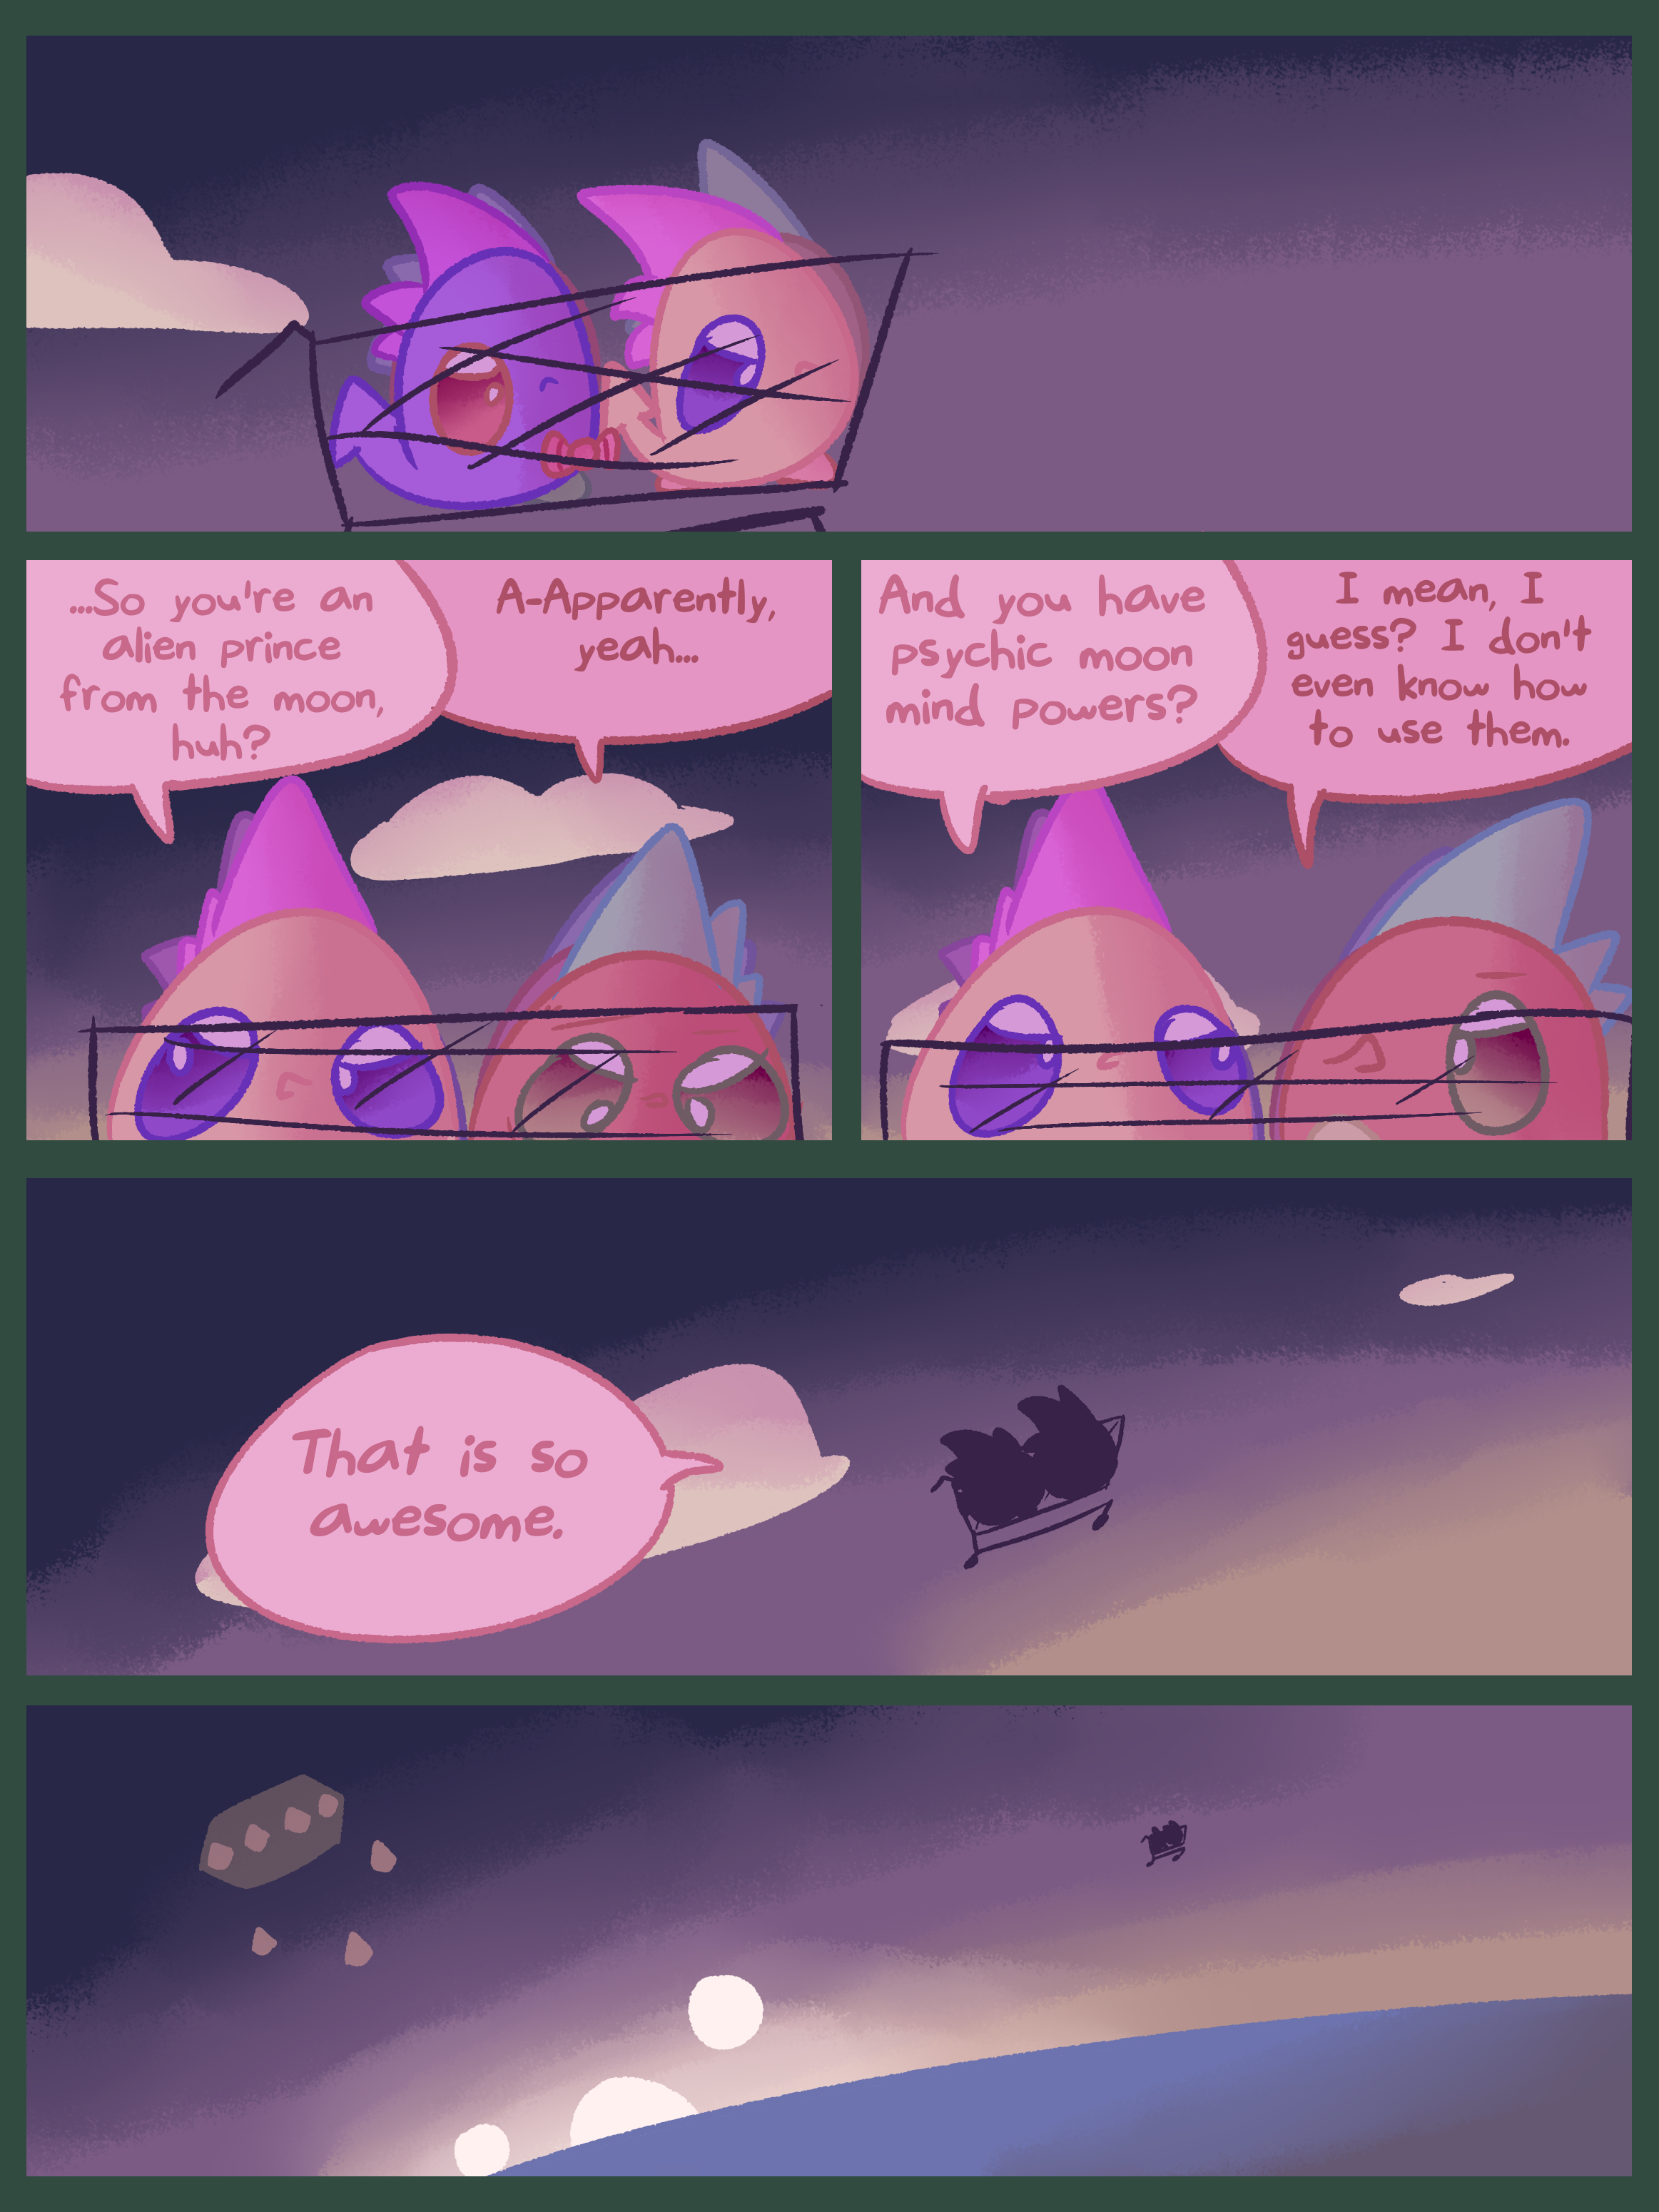 ...So you're an
alien prince
from the moon,
huh?
A-Apparently,
yeah...
And you have
psychic moon
mind powers?
I mean, I
guess? I don't
even know how
to use them.
That is so
awesome.